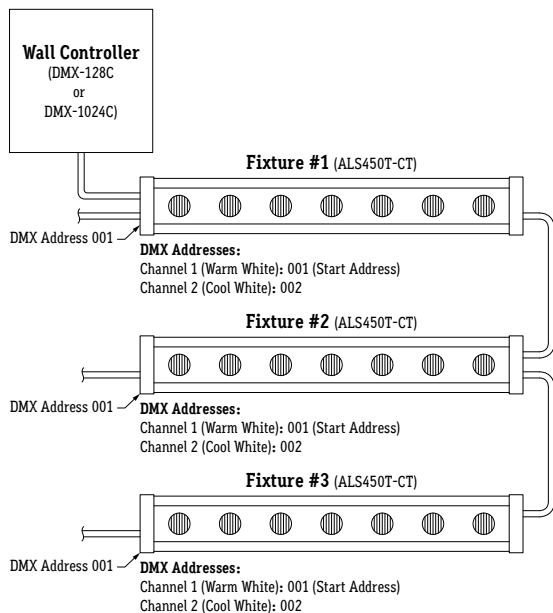 Wall Controller
(DMX-128C
or
DMX-1024C)
Fixture #1 (ALS450T-CT)
DMX Address 001
DMX Addresses:
Channel 1 (Warm White): 001 (Start Address)
Channel 2 (Cool White): 002
Fixture #2 (ALS450T-CT)
DMX Address 001
DMX Addresses:
Channel 1 (Warm White): 001 (Start Address)
Channel 2 (Cool White): 002
Fixture #3 (ALS450T-CT)
DMX Address 001
DMX Addresses:
Channel 1 (Warm White): 001 (Start Address)
Channel 2 (Cool White): 002